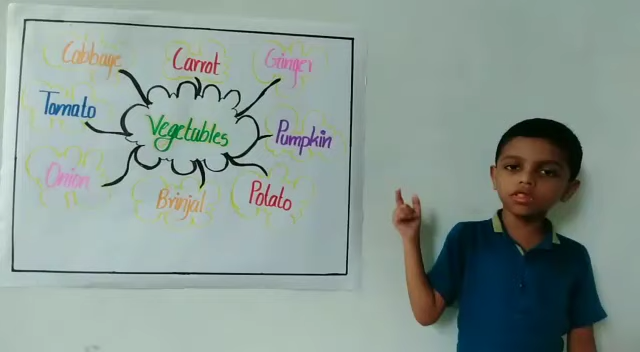 Cabbage
Carrot
Ginger
Tomato
Vegetables
Pumpkin
Onion
Brinjal
Potato